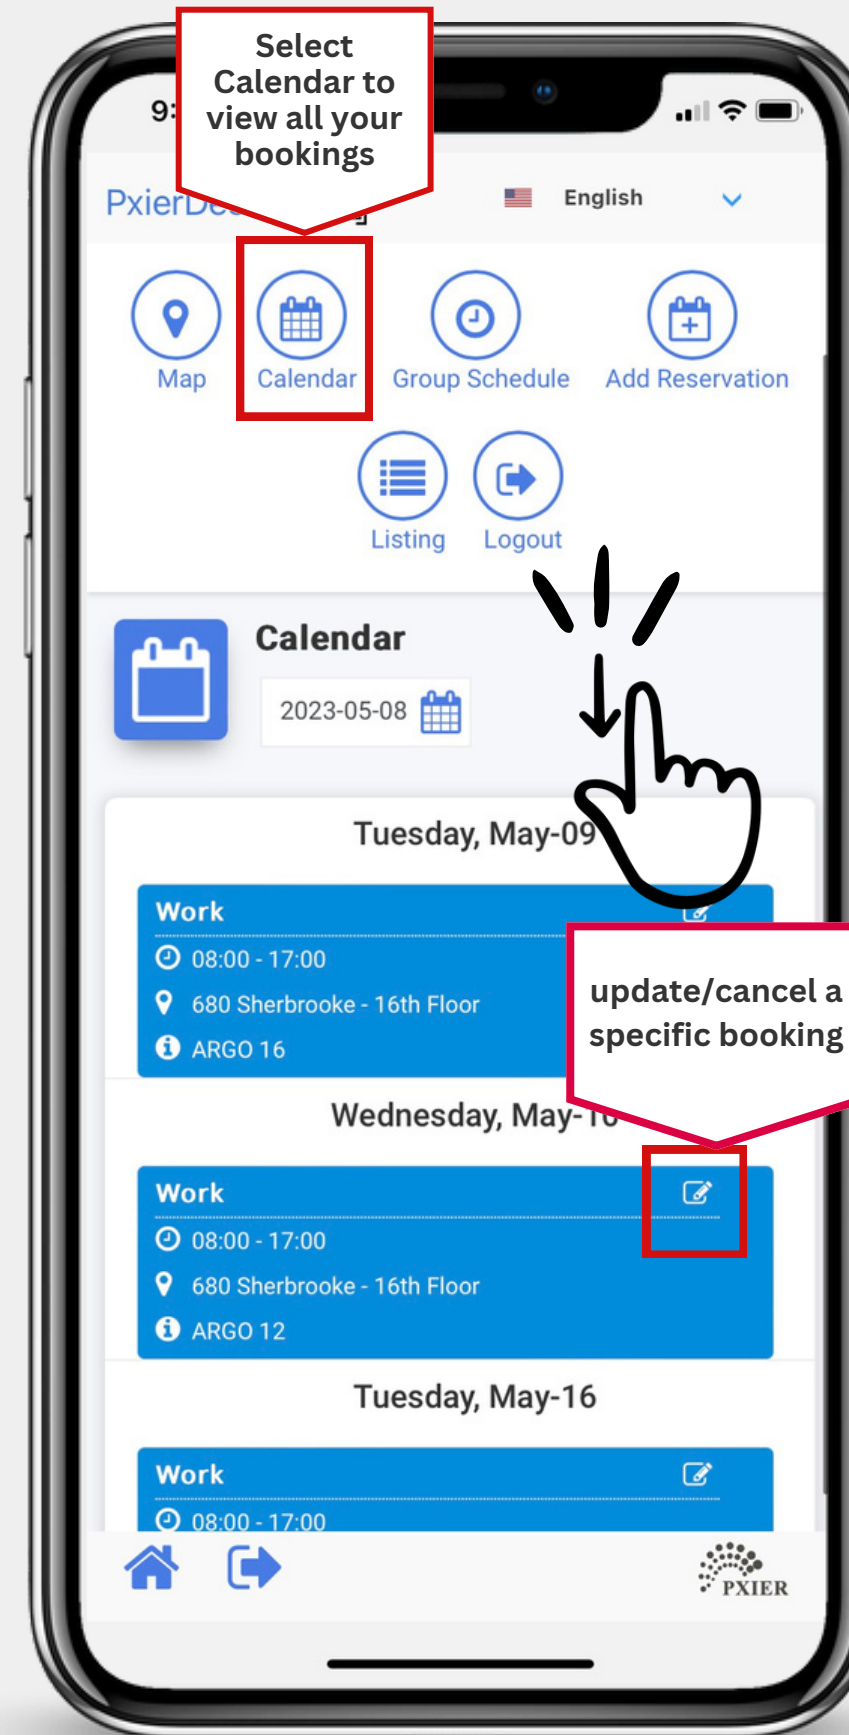 Select
Calendar to
view all your
bookings
English
Map
Calendar
Group Schedule
Add Reservation
Listing
Logout
Calendar
2023-05-08
Tuesday, May-09
Work
08:00 - 17:00
680 Sherbrooke - 16th Floor
ARGO 16
update/cancel a
specific booking
Wednesday, May-10
Work
08:00 - 17:00
680 Sherbrooke - 16th Floor
ARGO 12
Tuesday, May-16
Work
08:00 - 17:00
PXIER